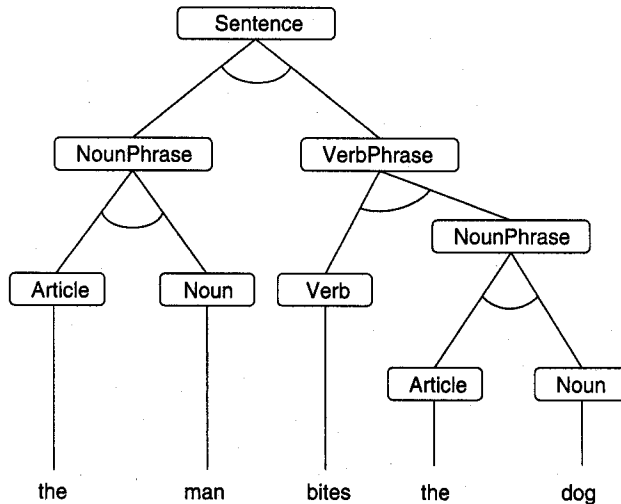 Sentence
NounPhrase VerbPhrase
NounPhrase
Article Noun Verb
Article Noun
the man bites the dog